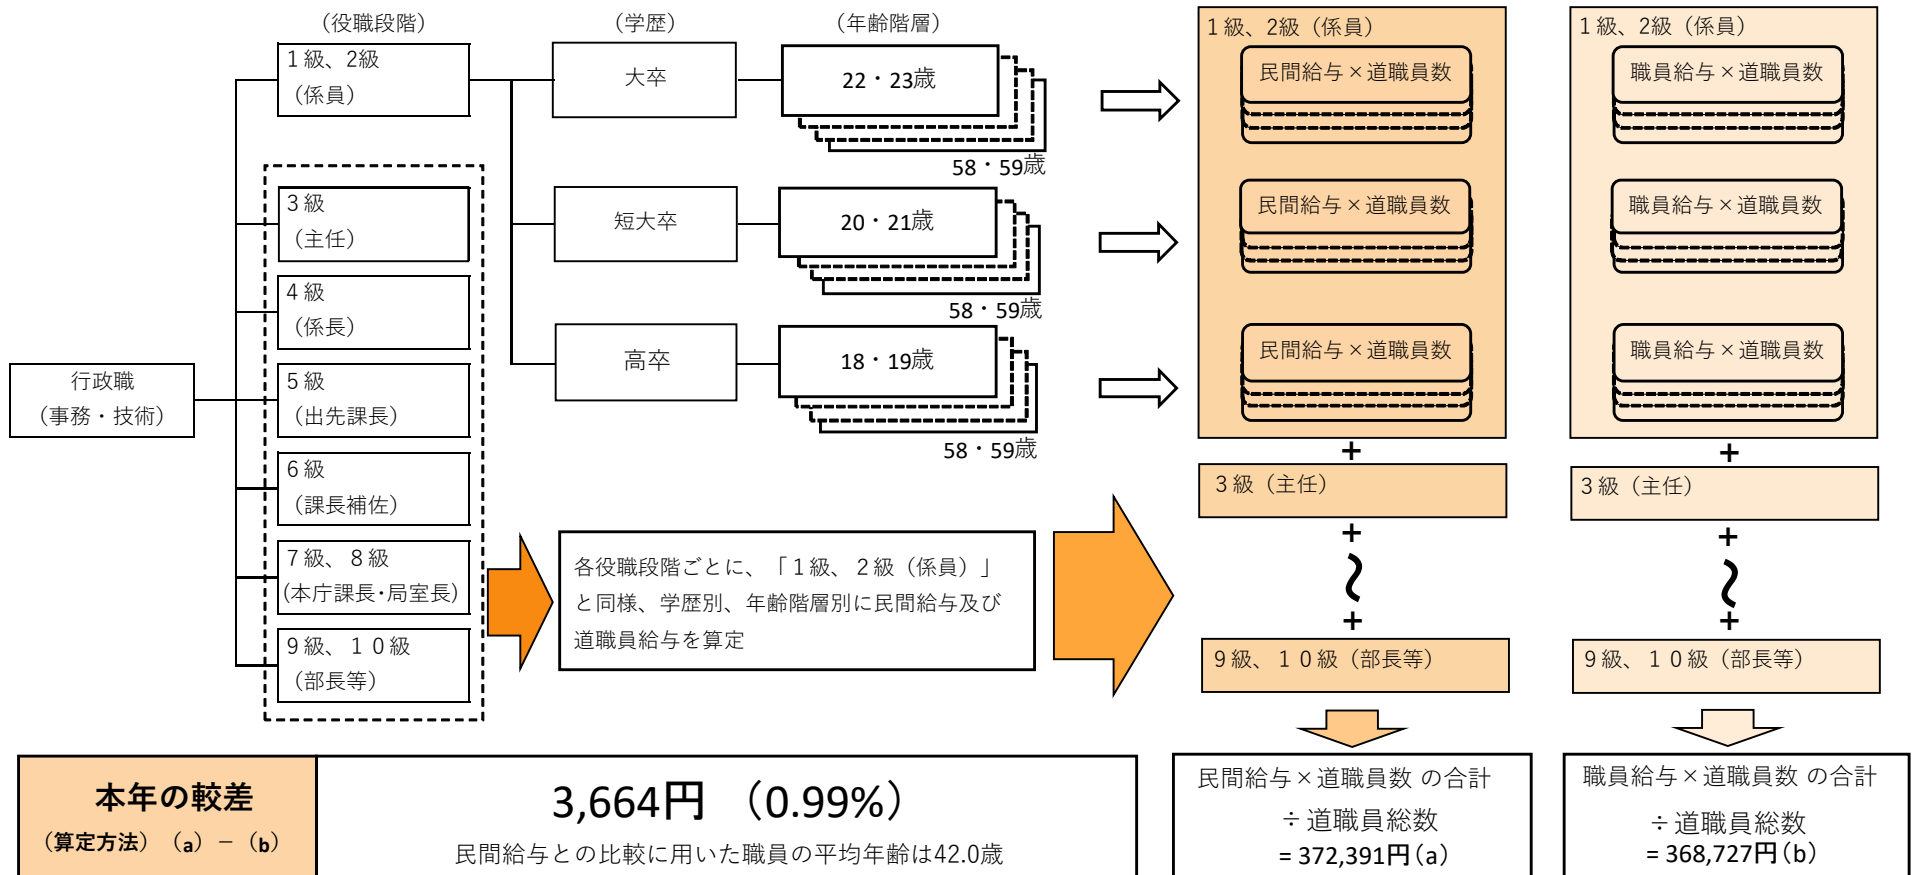 (役職段階)
(学歴)
(年齢階層)
行政職
(事務・技術)
1級、2級
(係員)
3級
(主任)
4級
(係長)
5級
(出先課長)
6級
(課長補佐)
7級、8級
(本庁課長・局室長)
9級、10級
(部長等)
大卒
22・23歳
58・59歳
短大卒
20・21歳
58・59歳
高卒
18・19歳
58・59歳
各役職段階ごとに、「1級、2級(係員)」
と同様、学歴別、年齢階層別に民間給与及び
道職員給与を算定
1級、2級(係員)
民間給与×道職員数
民間給与×道職員数
民間給与×道職員数
+
3級(主任)
+
~
+
9級、10級(部長等)
民間給与×道職員数 の合計
÷道職員総数
= 372,391円(a)
1級、2級(係員)
職員給与×道職員数
職員給与×道職員数
職員給与×道職員数
+
3級(主任)
+
~
+
9級、10級(部長等)
職員給与×道職員数 の合計
÷道職員総数
= 368,727円(b)
本年の較差
(算定方法)(a)-(b)
3,664円 (0.99%)
民間給与との比較に用いた職員の平均年齢は42.0歳